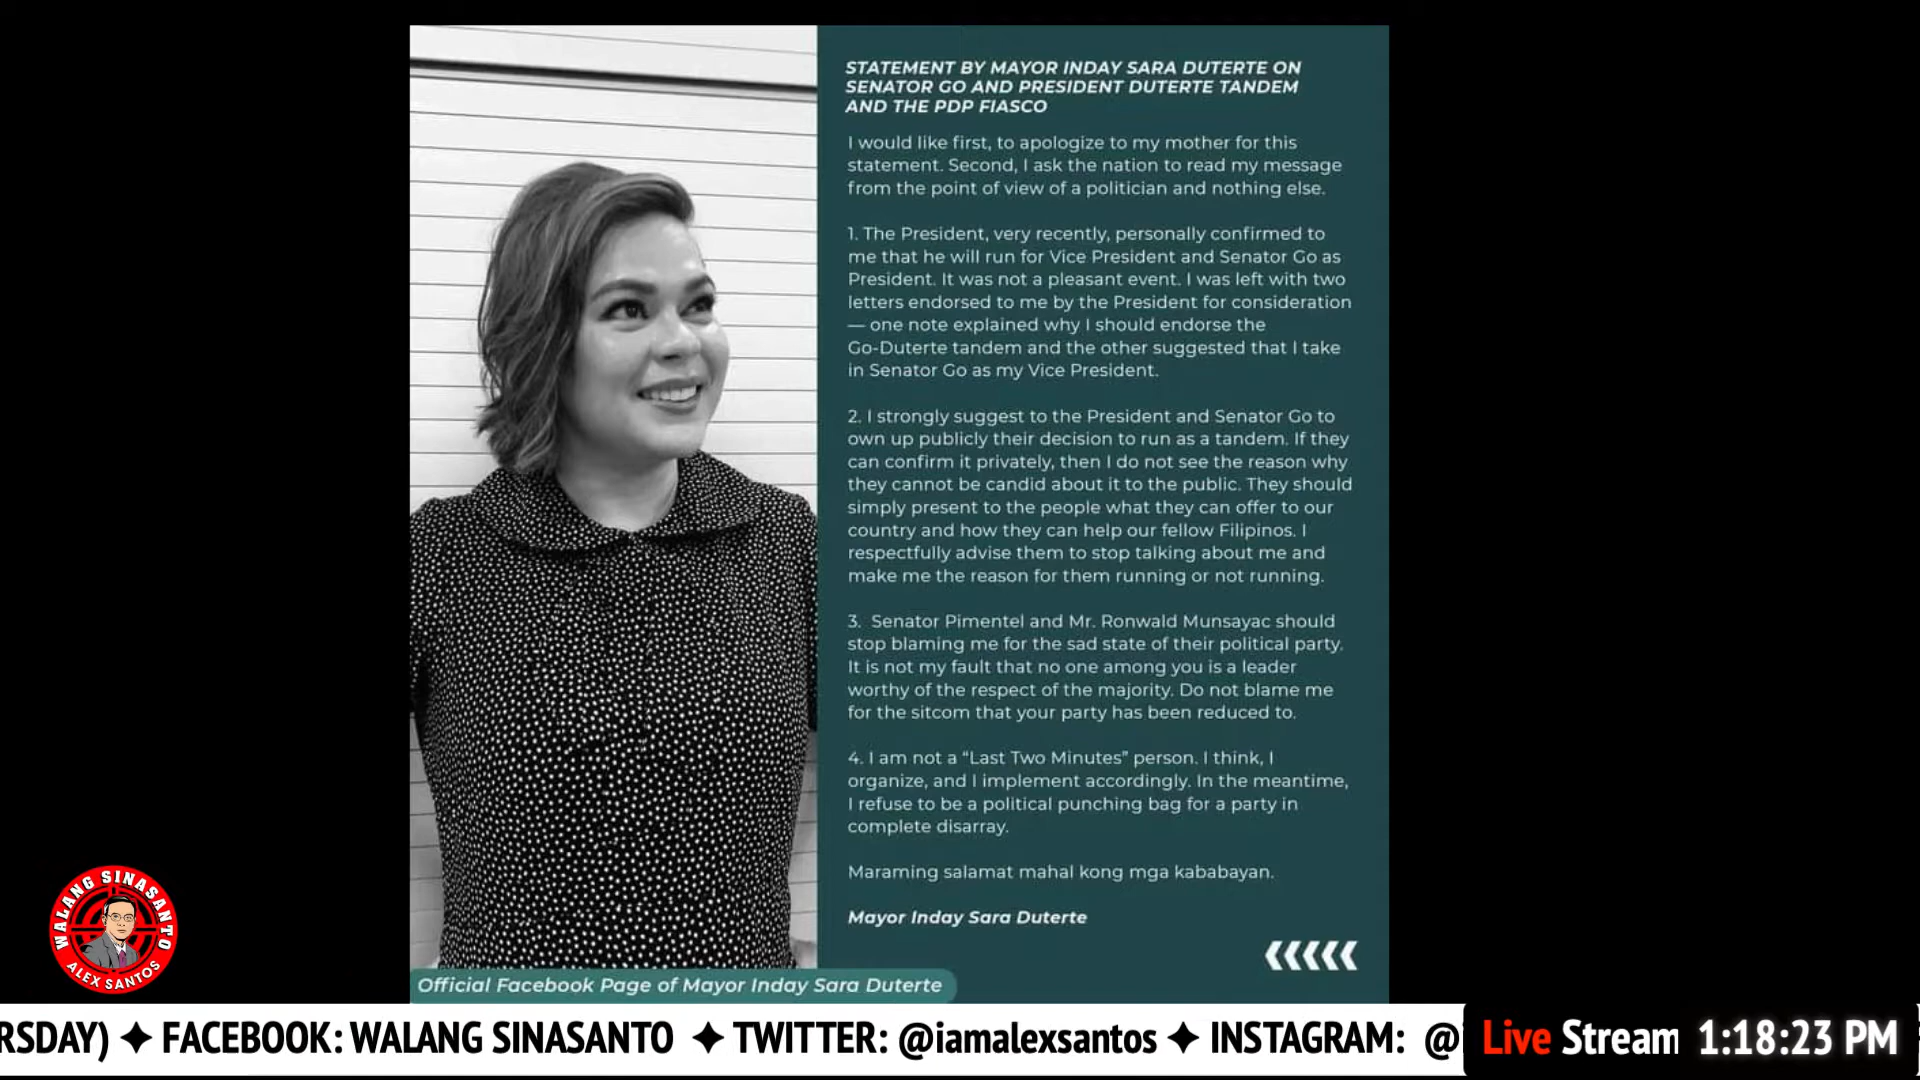 STATEMENT BY MAYOR INDAY SARA DUTERTE ON
SENATOR GO AND PRESIDENT DUTERTE TANDEM
AND THE PDP FIASCO
I would like first, to apologize to my mother for this
statement. Second, I ask the nation to read my message
from the point of view of a politician and nothing else.
1. The President, very recently, personally confirmed to
me that he will run for Vice President and Senator Go as
President. It was not a pleasant event. I was left with two
letters endorsed to me by the President for consideration
— one note explained why I should endorse the
Go-Duterte tandem and the other suggested that I take
in Senator Go as my Vice President.
2. I strongly suggest to the President and Senator Go to
own up publicly their decision to run as a tandem. If they
can confirm it privately, then I do not see the reason why
they cannot be candid about it to the public. They should
simply present to the people what they can offer to our
country and how they can help our fellow Filipinos. I
respectfully advise them to stop talking about me and
make me the reason for them running or not running.
3. Senator Pimentel and Mr. Ronwald Munsayac should
stop blaming me for the sad state of their political party.
It is not my fault that no one among you is a leader
worthy of the respect of the majority. Do not blame me
for the sitcom that your party has been reduced to.
4. I am not a “Last Two Minutes” person. I think, I
organize, and I implement accordingly. In the meantime,
I refuse to be a political punching bag for a party in
complete disarray.
Maraming salamat mahal kong mga kababayan.
Mayor Inday Sara Duterte
Official Facebook Page of Mayor Inday Sara Duterte
WALANG SINASANTO
ALEX SANTOS
RSDAY) ✦ FACEBOOK: WALANG SINASANTO ✦ TWITTER: @iamalexsantos ✦ INSTAGRAM: @
Live Stream 1:18:23 PM